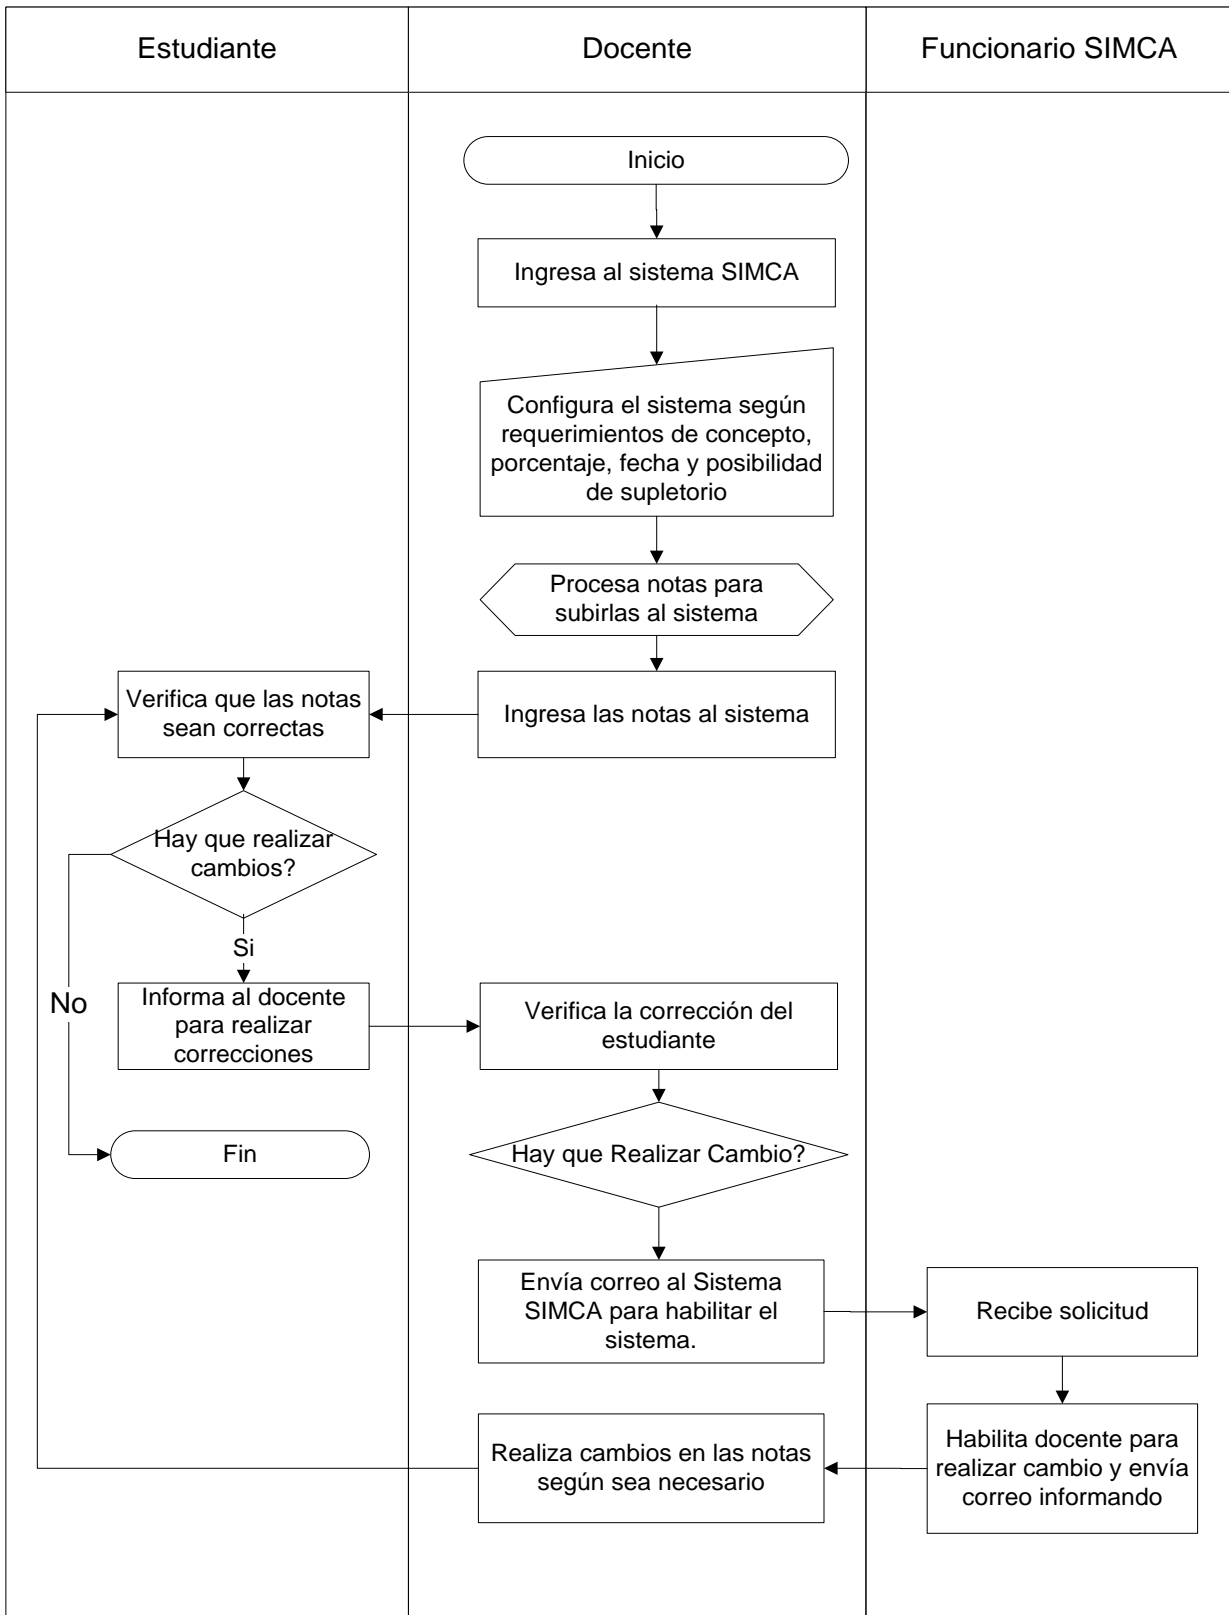 Estudiante
Docente
Funcionario SIMCA
Inicio
Ingresa al sistema SIMCA
Configura el sistema según
requerimientos de concepto,
porcentaje, fecha y posibilidad
de supletorio
Procesa notas para
subirlas al sistema
Ingresa las notas al sistema
Verifica que las notas
sean correctas
Hay que realizar
cambios?
Si
No
Informa al docente
para realizar
correcciones
Verifica la corrección del
estudiante
Fin
Hay que Realizar Cambio?
Envía correo al Sistema
SIMCA para habilitar el
sistema.
Recibe solicitud
Habilita docente para
realizar cambio y envía
correo informando
Realiza cambios en las notas
según sea necesario